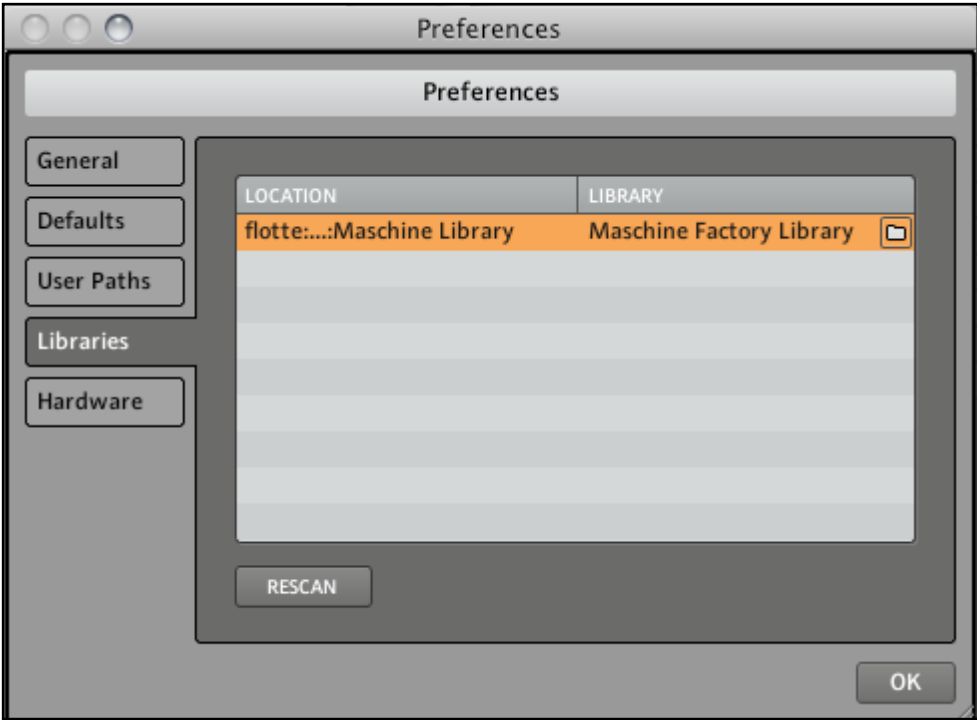 Preferences
Preferences
General
Defaults
User Paths
Libraries
Hardware
LOCATION LIBRARY
flotte:...:Maschine Library Maschine Factory Library
RESCAN
OK